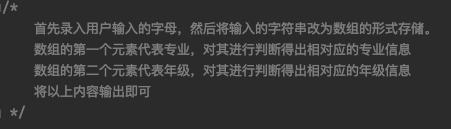 /*
首先录入用户输入的字母，然后将输入的字符串改为数组的形式存储。
数组的第一个元素代表专业，对其进行判断得出相对应的专业信息
数组的第二个元素代表年级，对其进行判断得出相对应的年级信息
将以上内容输出即可
*/